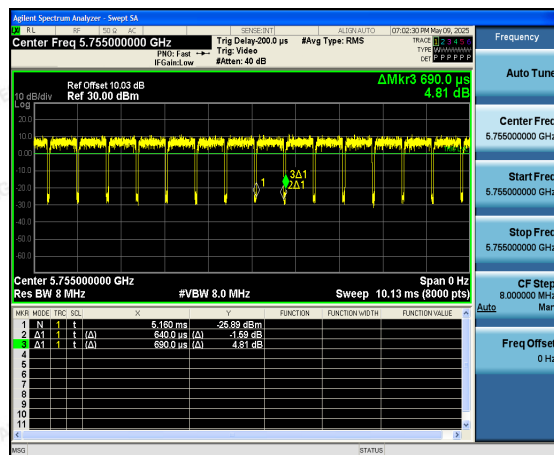 Agilent Spectrum Analyzer - Swept SA
RL RF 50 Ω AC SENSE:INT ALIGNAUTO 07:02:30 PM May 09, 2025
Center Freq 5.755000000 GHz
PNO: Fast
IFGain:Low
Trig Delay-200.0 µs
Trig: Video
#Atten: 40 dB
#Avg Type: RMS
TRACE 1 2 3 4 5 6
TYPE
DET P P P P P P
Frequency
ΔMkr3 690.0 µs
4.81 dB
Ref Offset 10.03 dB
10 dB/div Ref 30.00 dBm
Log
20.0
10.0
0.00
-10.0
-20.0
-30.0
-40.0
-50.0
-60.0
1
3Δ1
2Δ1
Center 5.755000000 GHz Span 0 Hz
Res BW 8 MHz #VBW 8.0 MHz Sweep 10.13 ms (8000 pts)
MKR MODE TRC SCL X Y FUNCTION FUNCTION WIDTH FUNCTION VALUE
1 N 1 t 5.160 ms -25.89 dBm
2 Δ1 1 t (Δ) 640.0 µs (Δ) -1.59 dB
3 Δ1 1 t (Δ) 690.0 µs (Δ) 4.81 dB
4
5
6
7
8
9
10
11
MSG STATUS
Auto Tune
Center Freq
5.755000000 GHz
Start Freq
5.755000000 GHz
Stop Freq
5.755000000 GHz
CF Step
8.000000 MHz
Auto Man
Freq Offset
0 Hz